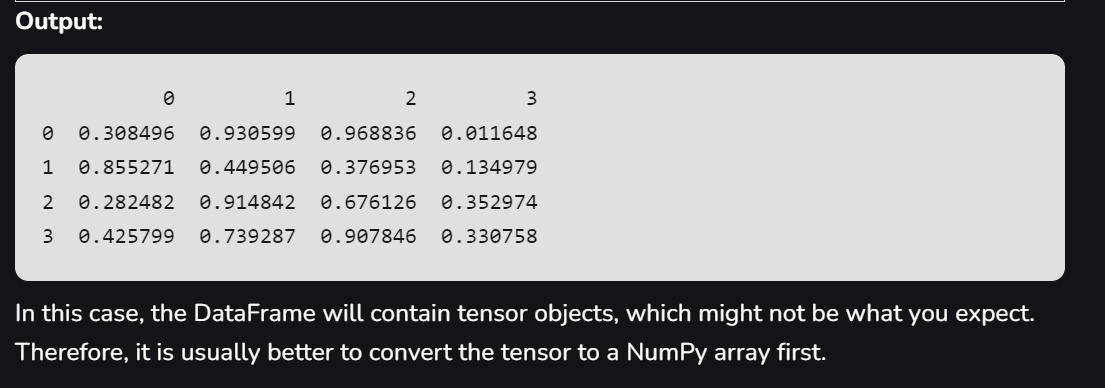 Output:
0 1 2 3
0 0.308496 0.930599 0.968836 0.011648
1 0.855271 0.449506 0.376953 0.134979
2 0.282482 0.914842 0.676126 0.352974
3 0.425799 0.739287 0.907846 0.330758
In this case, the DataFrame will contain tensor objects, which might not be what you expect.
Therefore, it is usually better to convert the tensor to a NumPy array first.